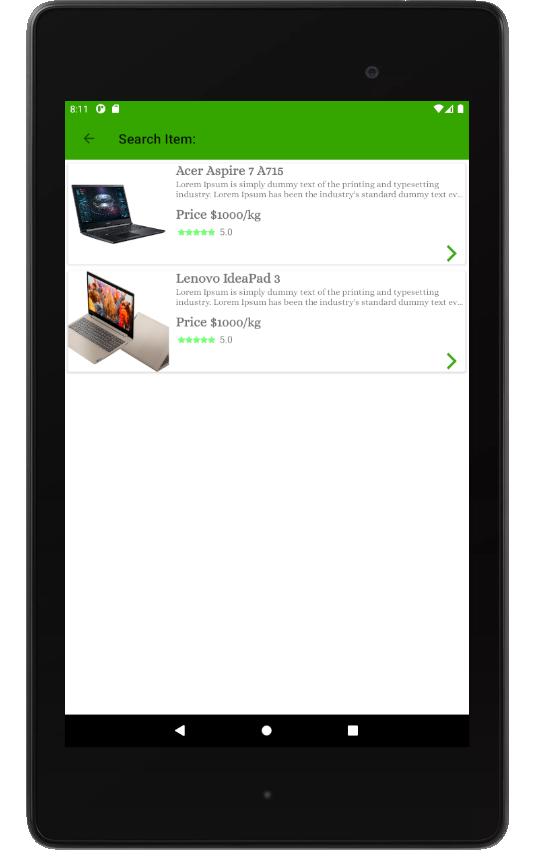 8:11
Search Item:
Acer Aspire 7 A715
Lorem Ipsum is simply dummy text of the printing and typesetting
industry. Lorem Ipsum has been the industry's standard dummy text ev...
Price $1000/kg
5.0
Lenovo IdeaPad 3
Lorem Ipsum is simply dummy text of the printing and typesetting
industry. Lorem Ipsum has been the industry's standard dummy text ev...
Price $1000/kg
5.0